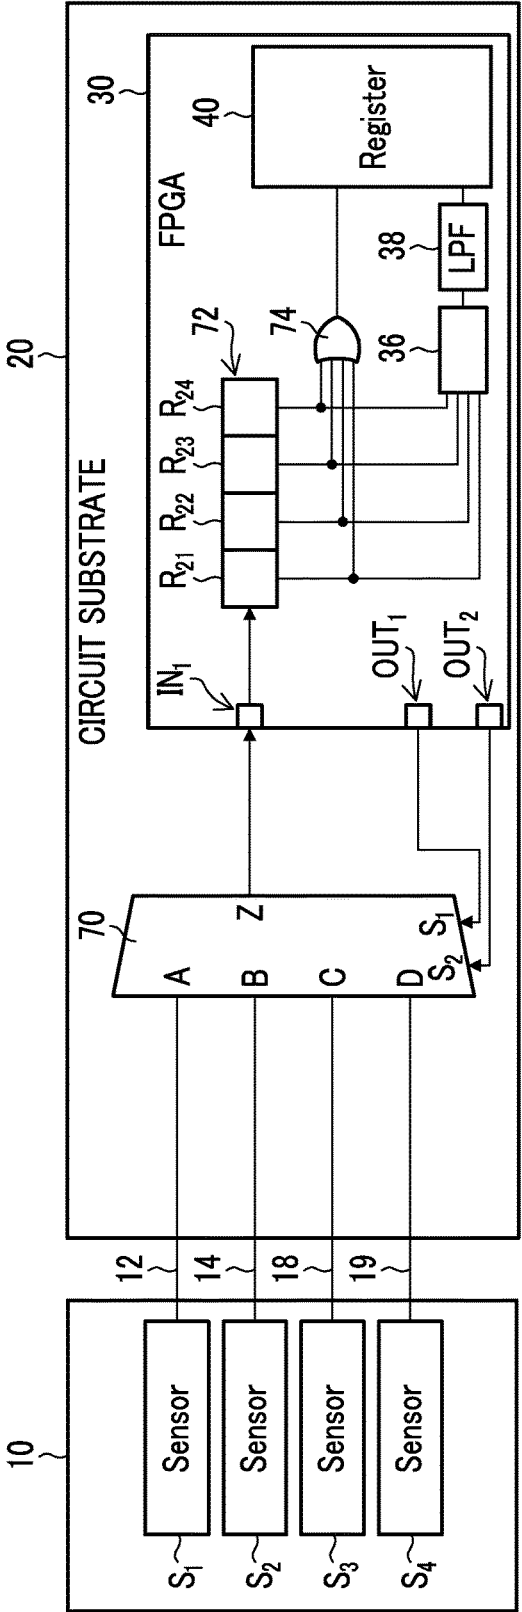 10
20
CIRCUIT SUBSTRATE
30
FPGA
S1 Sensor 12 A
S2 Sensor 14 B
S3 Sensor 18 C
S4 Sensor 19 D
70
Z
S1
S2
IN1
OUT1
OUT2
R21 R22 R23 R24
72
74
36
38
LPF
40
Register